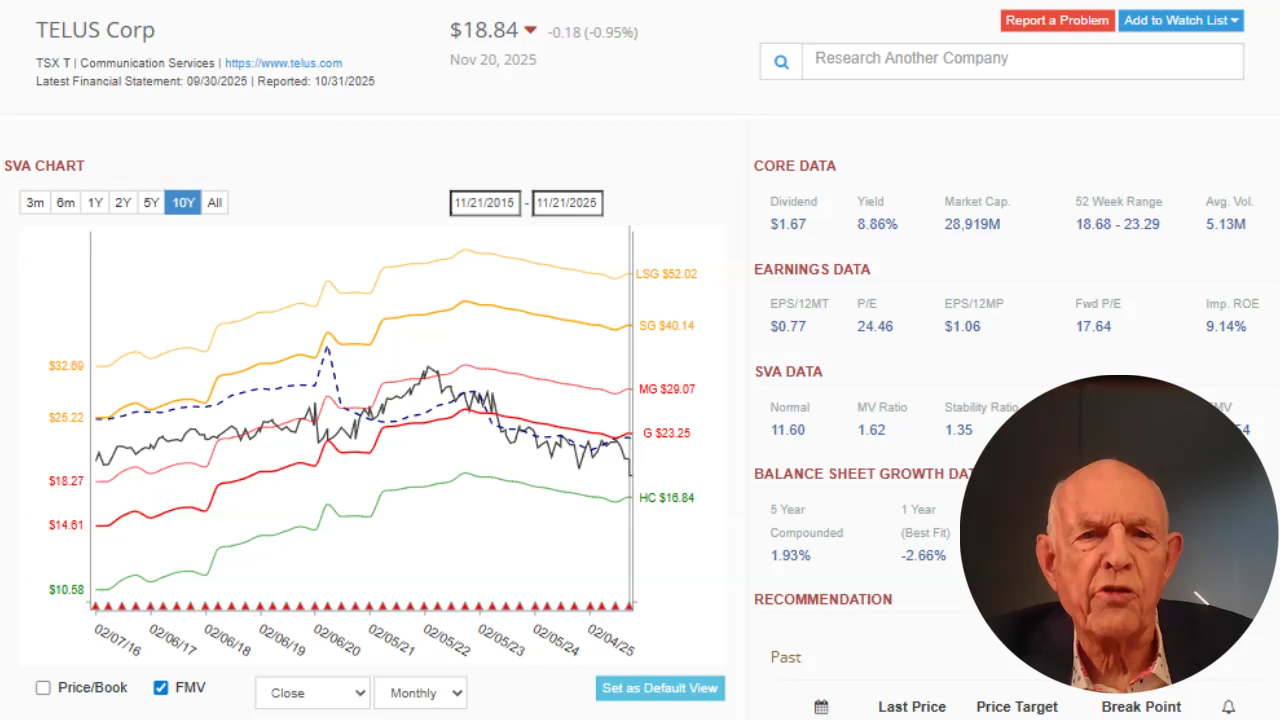 TELUS Corp
$18.84 -0.18 (-0.95%)
Report a Problem
Add to Watch List
TSX T | Communication Services | https://www.telus.com
Nov 20, 2025
Research Another Company
Latest Financial Statement: 09/30/2025 | Reported: 10/31/2025
SVA CHART
3m 6m 1Y 2Y 5Y 10Y All
11/21/2015 - 11/21/2025
LSG $52.02
SG $40.14
MG $29.07
G $23.25
HC $16.84
$32.69
$25.22
$18.27
$14.61
$10.58
02/07/16 02/06/17 02/06/18 02/06/19 02/06/20 02/05/21 02/05/22 02/05/23 02/05/24 02/04/25
Price/Book FMV
Close
Monthly
Set as Default View
CORE DATA
Dividend Yield Market Cap. 52 Week Range Avg. Vol.
$1.67 8.86% 28,919M 18.68 - 23.29 5.13M
EARNINGS DATA
EPS/12MT P/E EPS/12MP Fwd P/E Imp. ROE
$0.77 24.46 $1.06 17.64 9.14%
SVA DATA
Normal MV Ratio Stability Ratio
11.60 1.62 1.35
BALANCE SHEET GROWTH
5 Year 1 Year
Compounded (Best Fit)
1.93% -2.66%
RECOMMENDATION
Past
Last Price Price Target Break Point